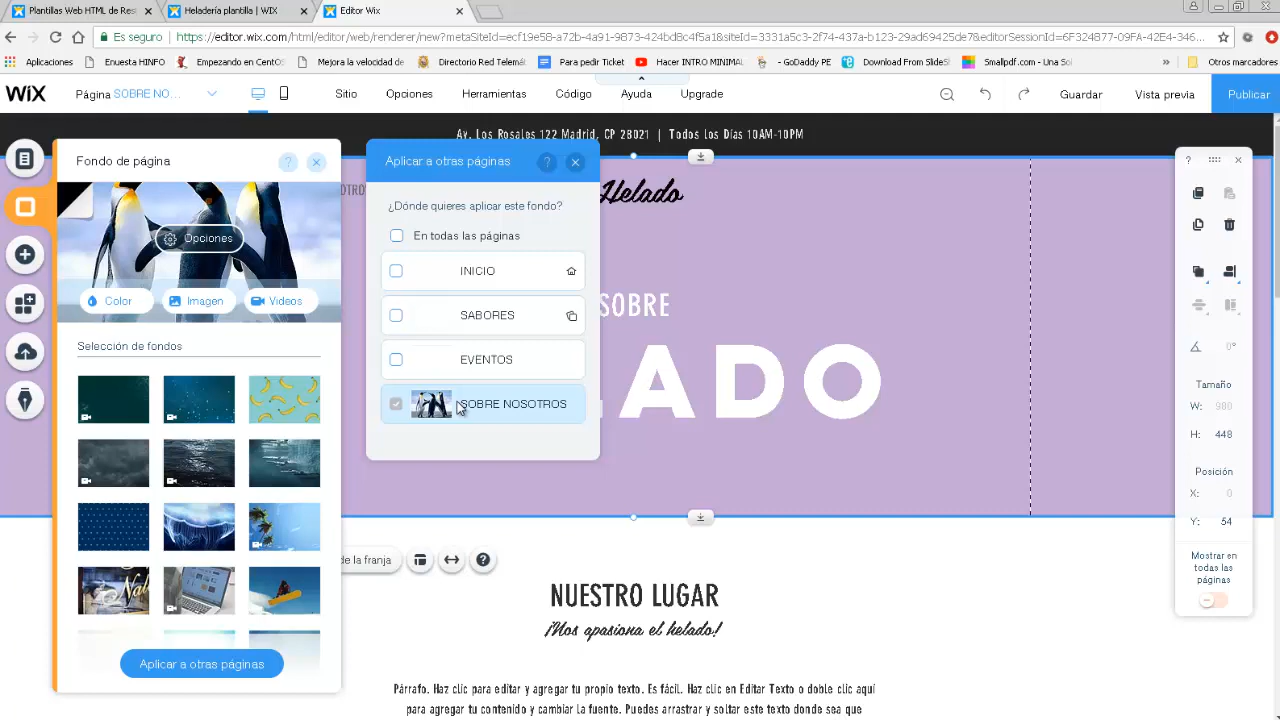 Plantillas Web HTML de Res
Heladería plantilla | WIX
Editor Wix
Es seguro
https://editor.wix.com/html/editor/web/renderer/new?metaSiteId=ecf19e58-a72b-4a91-9873-424bd8c4f5a1&siteId=3331a5c3-2f74-437a-b123-29ad69425de7&editorSessionId=6F324877-09FA-42E4-346...
Aplicaciones
Enuesta HINFO
Empezando en CentOS
Mejora la velocidad de
Directorio Red Telemá
Para pedir Ticket
Hacer INTRO MINIMAL
- GoDaddy PE
Download From SlideS
Smallpdf.com - Una Sol
»
Otros marcadores
WiX
Página SOBRE NO...
Sitio
Opciones
Herramientas
Código
Ayuda
Upgrade
Guardar
Vista previa
Publicar
Av. Los Rosales 122 Madrid, CP 28021 | Todos los Días 10AM-10PM
Fondo de página
?
Opciones
Color
Imagen
Videos
Selección de fondos
Aplicar a otras páginas
Aplicar a otras páginas
?
¿Dónde quieres aplicar este fondo?
En todas las páginas
INICIO
SABORES
EVENTOS
SOBRE NOSOTROS
Helado
SOBRE
LADO
de la franja
?
NUESTRO LUGAR
¡Nos apasiona el helado!
Párrafo. Haz clic para editar y agregar tu propio texto. Es fácil. Haz clic en Editar Texto o doble clic aquí
para agregar tu contenido y cambiar la fuente. Puedes arrastrar y soltar este texto donde sea que
?
0°
Tamaño
W: 980
H: 448
Posición
X: 0
Y: 54
Mostrar en
todas las
páginas